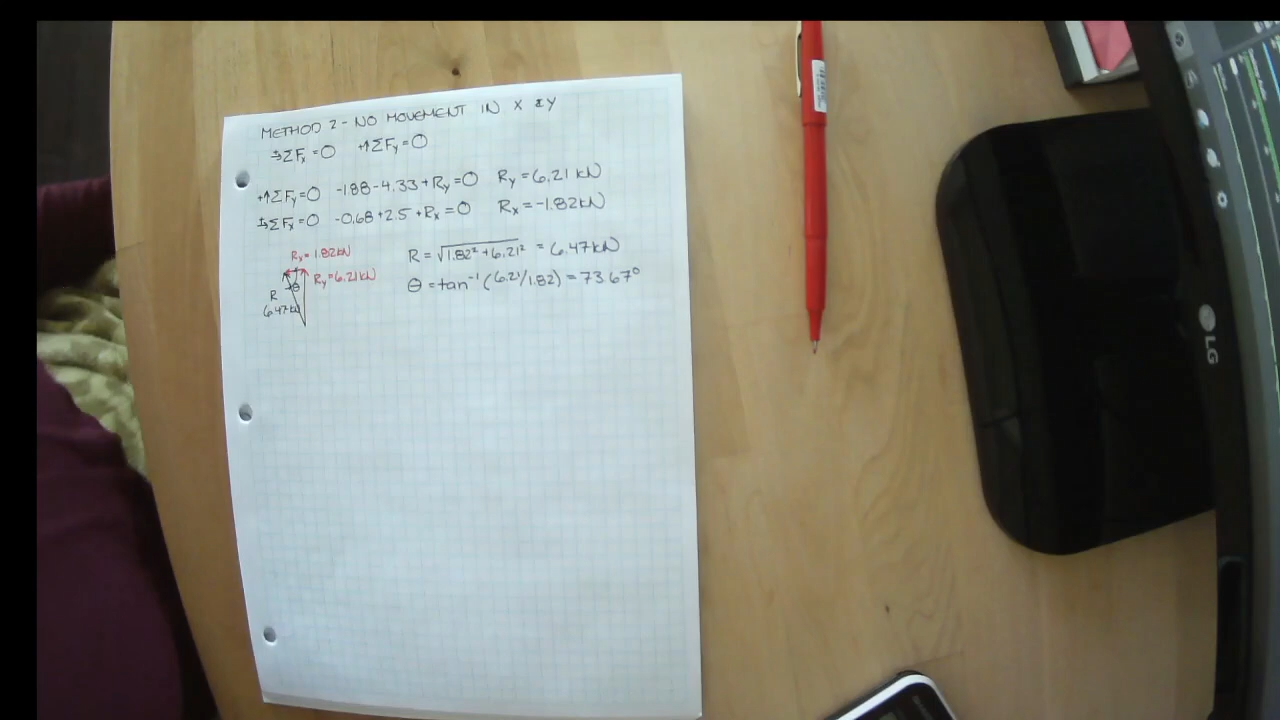 METHOD 2 - NO MOVEMENT IN X & Y
→+ΣFx = 0 +↑ΣFy = 0
+↑ΣFy = 0 -1.88 - 4.33 + Ry = 0 Ry = 6.21 kN
→+ΣFx = 0 -0.68 + 2.5 + Rx = 0 Rx = -1.82 kN
Rx = 1.82 kN
Ry = 6.21 kN
θ
R
6.47 kN
R = √1.82² + 6.21² = 6.47 kN
θ = tan⁻¹ (6.21/1.82) = 73.67°
LG